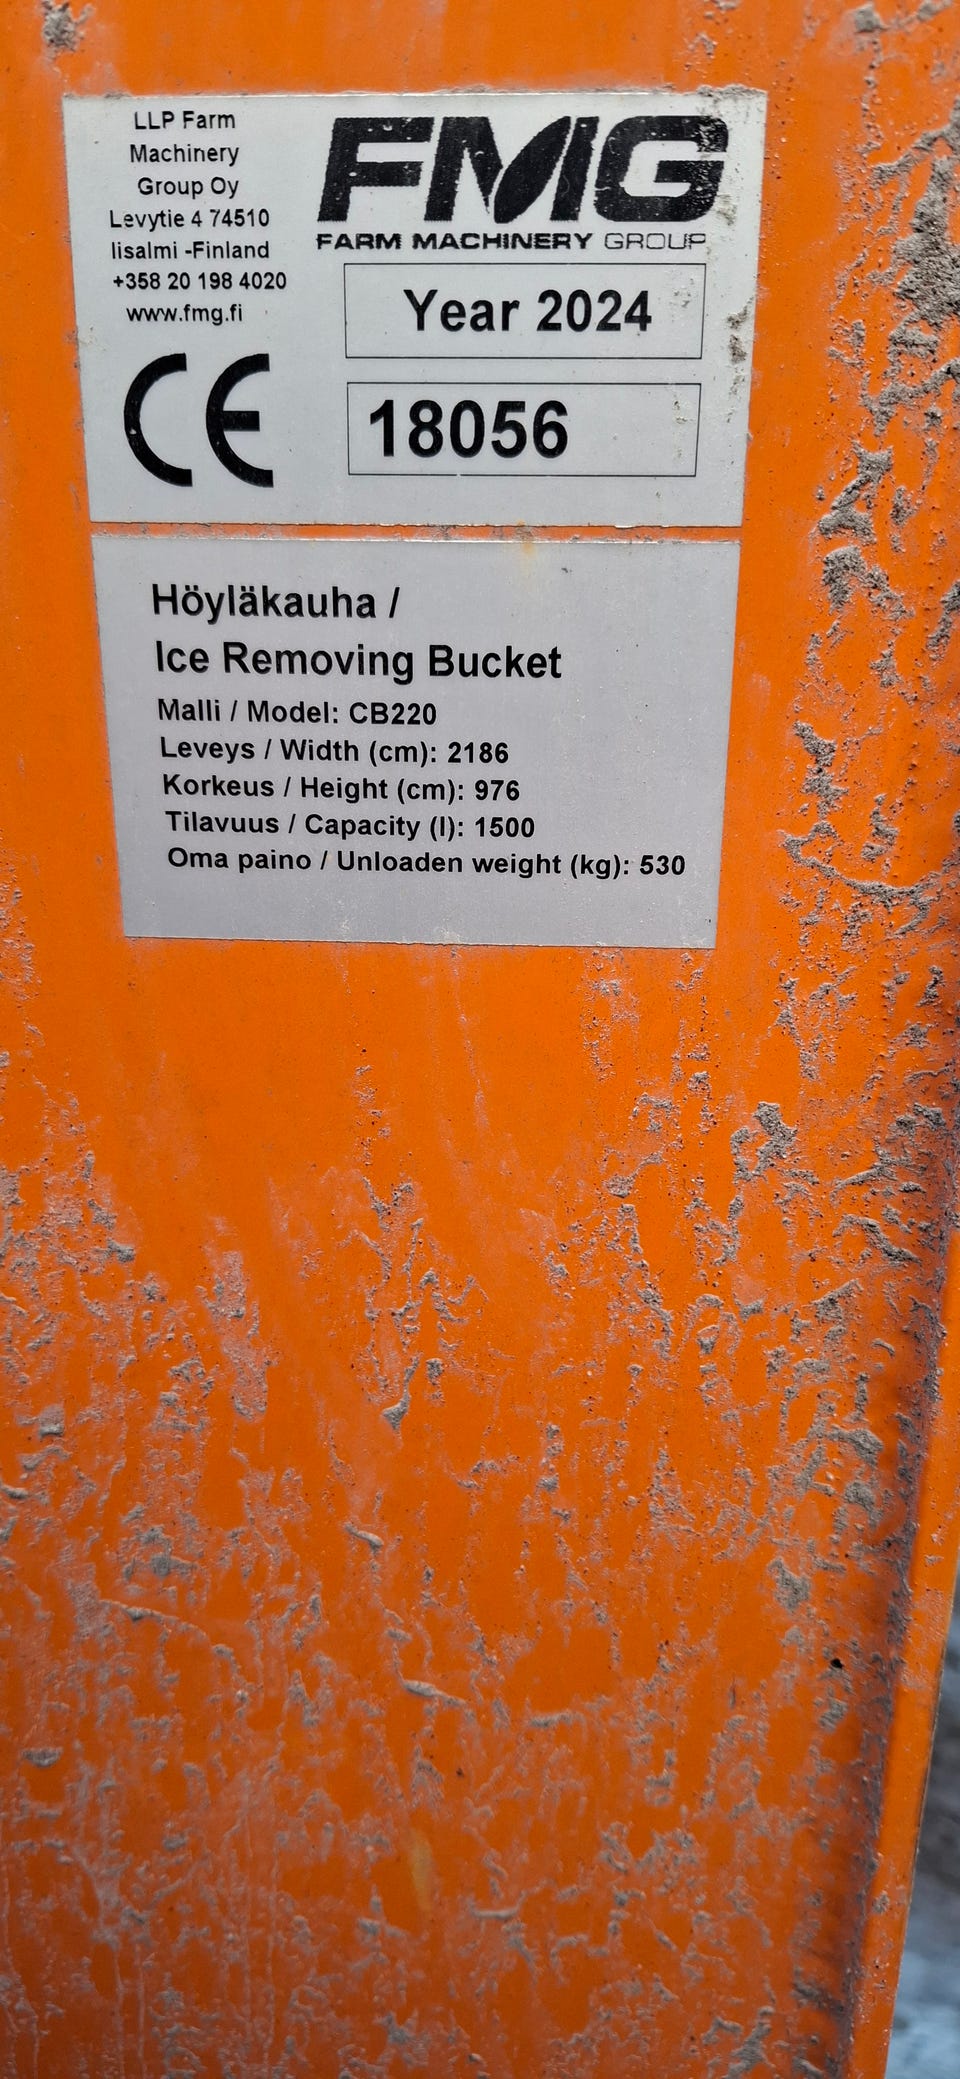 LLP Farm
Machinery
Group Oy
Levytie 4 74510
Iisalmi -Finland
+358 20 198 4020
www.fmg.fi
CE
FMG
FARM MACHINERY GROUP
Year 2024
18056
Höyläkauha /
Ice Removing Bucket
Malli / Model: CB220
Leveys / Width (cm): 2186
Korkeus / Height (cm): 976
Tilavuus / Capacity (l): 1500
Oma paino / Unloaden weight (kg): 530